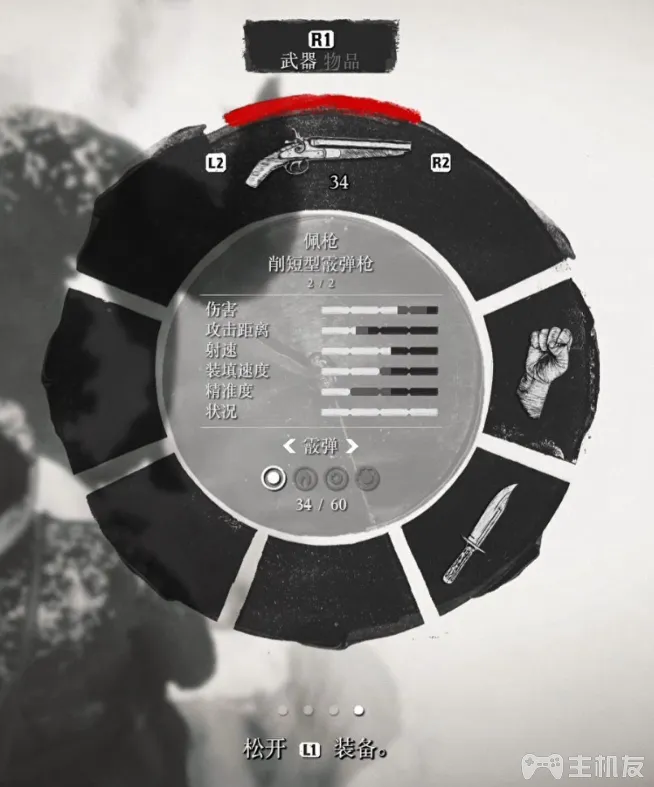 R1
武器 物品
L2
R2
34
佩枪
削短型霰弹枪
2 / 2
伤害
攻击距离
射速
装填速度
精准度
状况
霰弹
34 / 60
松开 L1 装备。
主机友